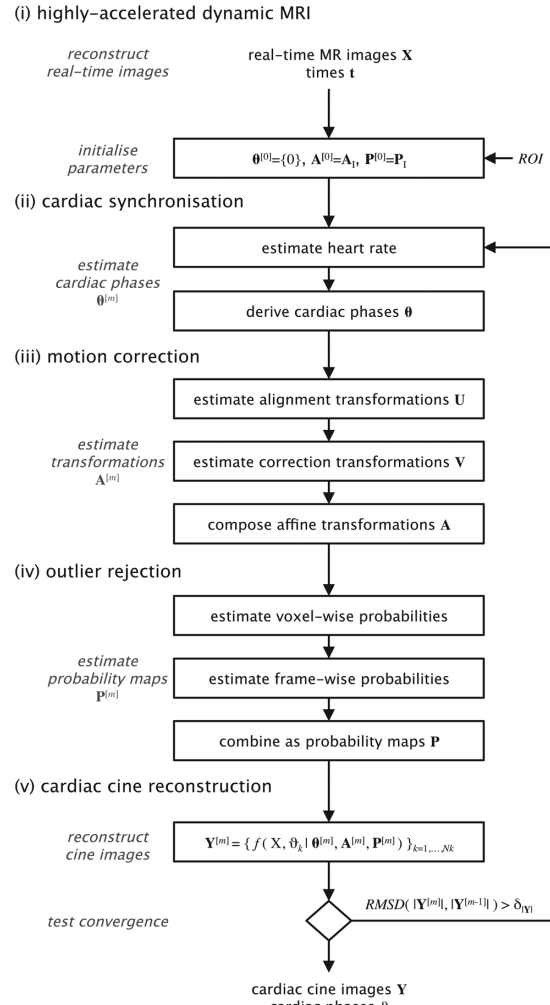 (i) highly-accelerated dynamic MRI
reconstruct
real-time images
real-time MR images X
times t
initialise
parameters
θ[0]={0}, A[0]=A_I, P[0]=P_I
ROI
(ii) cardiac synchronisation
estimate heart rate
estimate
cardiac phases
θ[m]
derive cardiac phases θ
(iii) motion correction
estimate alignment transformations U
estimate
transformations
A[m]
estimate correction transformations V
compose affine transformations A
(iv) outlier rejection
estimate voxel-wise probabilities
estimate
probability maps
P[m]
estimate frame-wise probabilities
combine as probability maps P
(v) cardiac cine reconstruction
reconstruct
cine images
Y[m] = { f ( X, ϑk | θ[m], A[m], P[m] ) }k=1,…,Nk
RMSD( |Y[m]|, |Y[m-1]| ) > δ|Y|
test convergence
cardiac cine images Y
cardiac phases ϑ